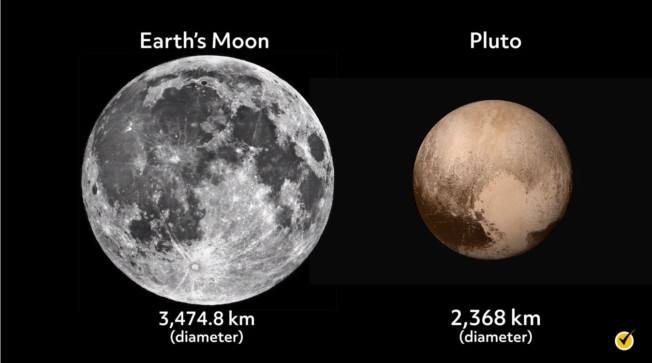 Earth's Moon
Pluto
3,474.8 km
(diameter)
2,368 km
(diameter)